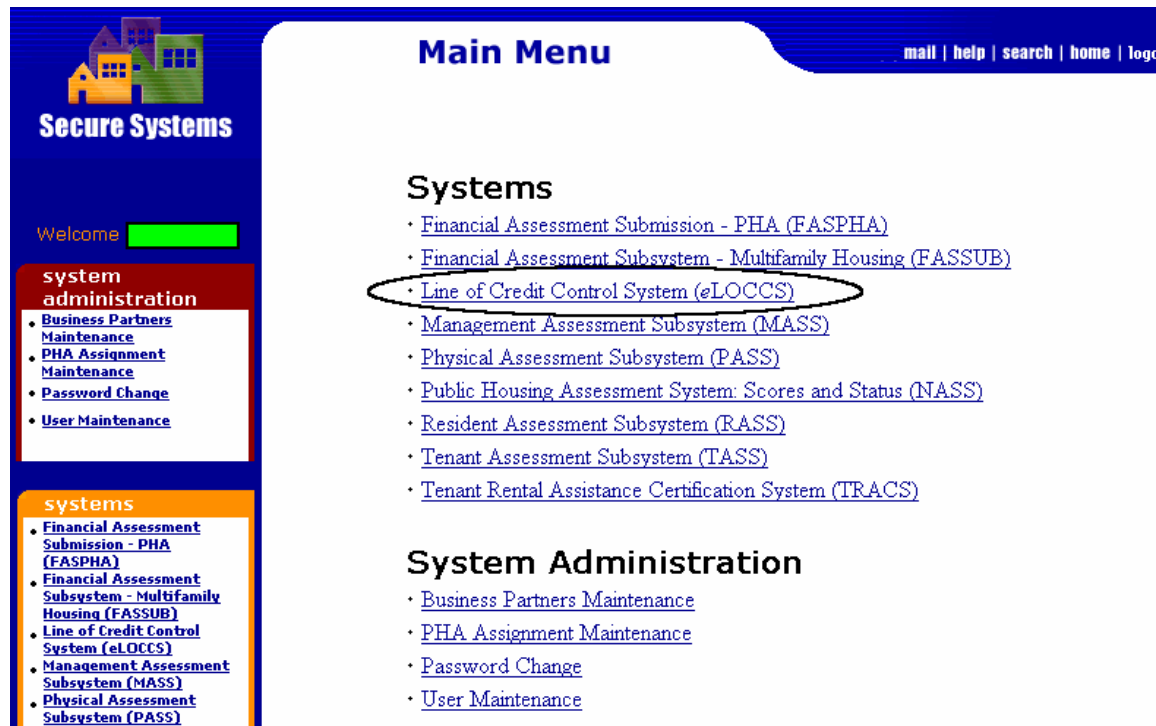 Secure Systems
Main Menu
mail | help | search | home | logo
Welcome
system
administration
Business Partners
Maintenance
PHA Assignment
Maintenance
Password Change
User Maintenance
systems
Financial Assessment
Submission - PHA
(FASPHA)
Financial Assessment
Subsystem - Multifamily
Housing (FASSUB)
Line of Credit Control
System (eLOCCS)
Management Assessment
Subsystem (MASS)
Physical Assessment
Subsystem (PASS)
Systems
· Financial Assessment Submission - PHA (FASPHA)
· Financial Assessment Subsystem - Multifamily Housing (FASSUB)
· Line of Credit Control System (eLOCCS)
· Management Assessment Subsystem (MASS)
· Physical Assessment Subsystem (PASS)
· Public Housing Assessment System: Scores and Status (NASS)
· Resident Assessment Subsystem (RASS)
· Tenant Assessment Subsystem (TASS)
· Tenant Rental Assistance Certification System (TRACS)
System Administration
· Business Partners Maintenance
· PHA Assignment Maintenance
· Password Change
· User Maintenance